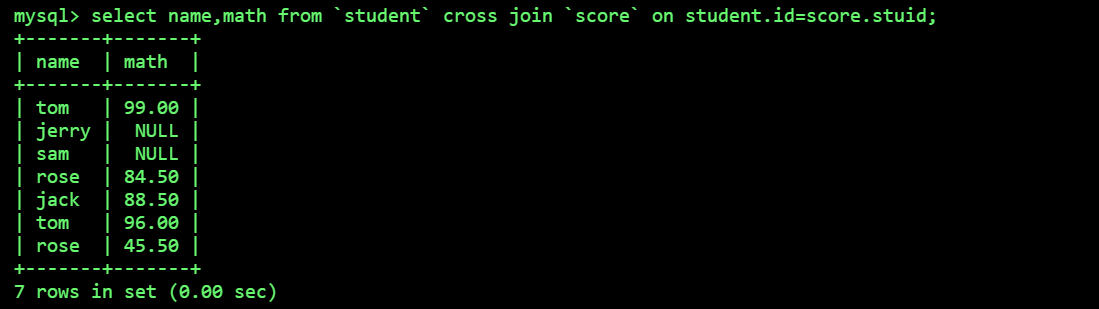 mysql> select name,math from `student` cross join `score` on student.id=score.stuid;
+-------+-------+
| name  | math  |
+-------+-------+
| tom   | 99.00 |
| jerry |  NULL |
| sam   |  NULL |
| rose  | 84.50 |
| jack  | 88.50 |
| tom   | 96.00 |
| rose  | 45.50 |
+-------+-------+
7 rows in set (0.00 sec)